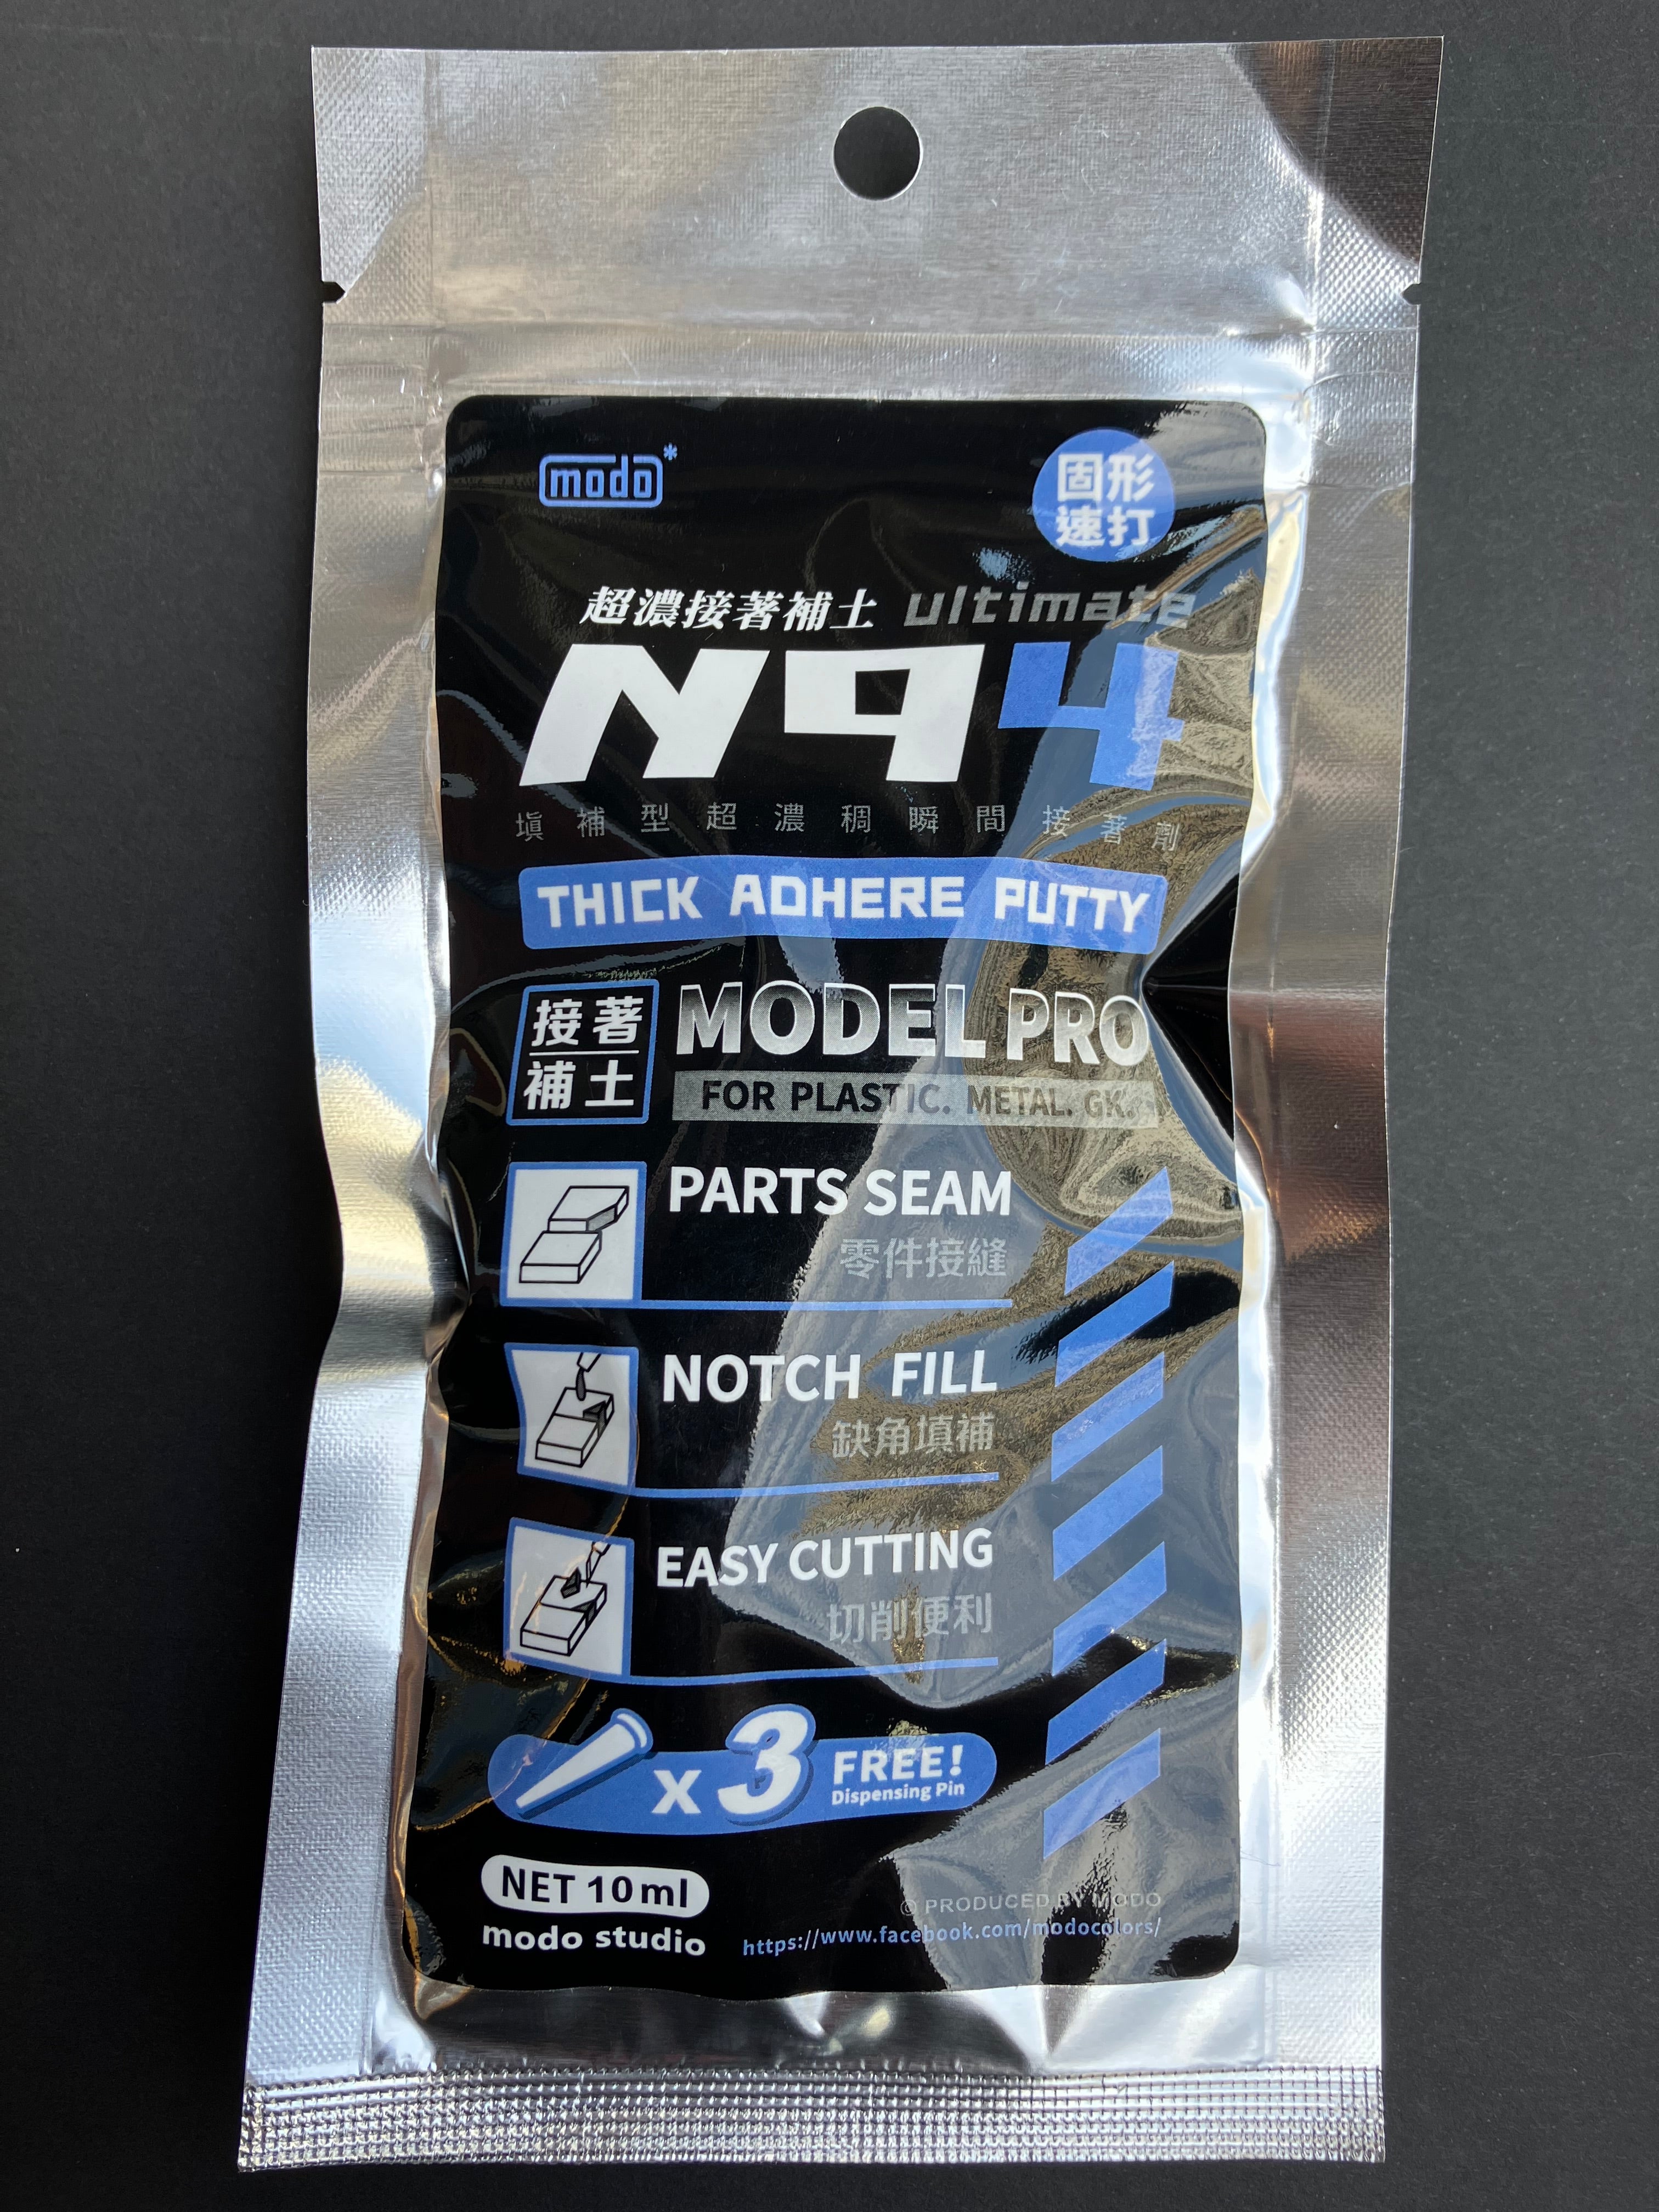 modo*
固形
速打
超濃接著補土 ultimate
N94
塡補型超濃稠瞬間接著劑
THICK ADHERE PUTTY
接著
補土
MODEL PRO
FOR PLASTIC. METAL. GK.
PARTS SEAM
零件接縫
NOTCH FILL
缺角填補
EASY CUTTING
切削便利
x 3 FREE!
Dispensing Pin
NET 10ml
© PRODUCED BY MODO
modo studio
https://www.facebook.com/modocolors/